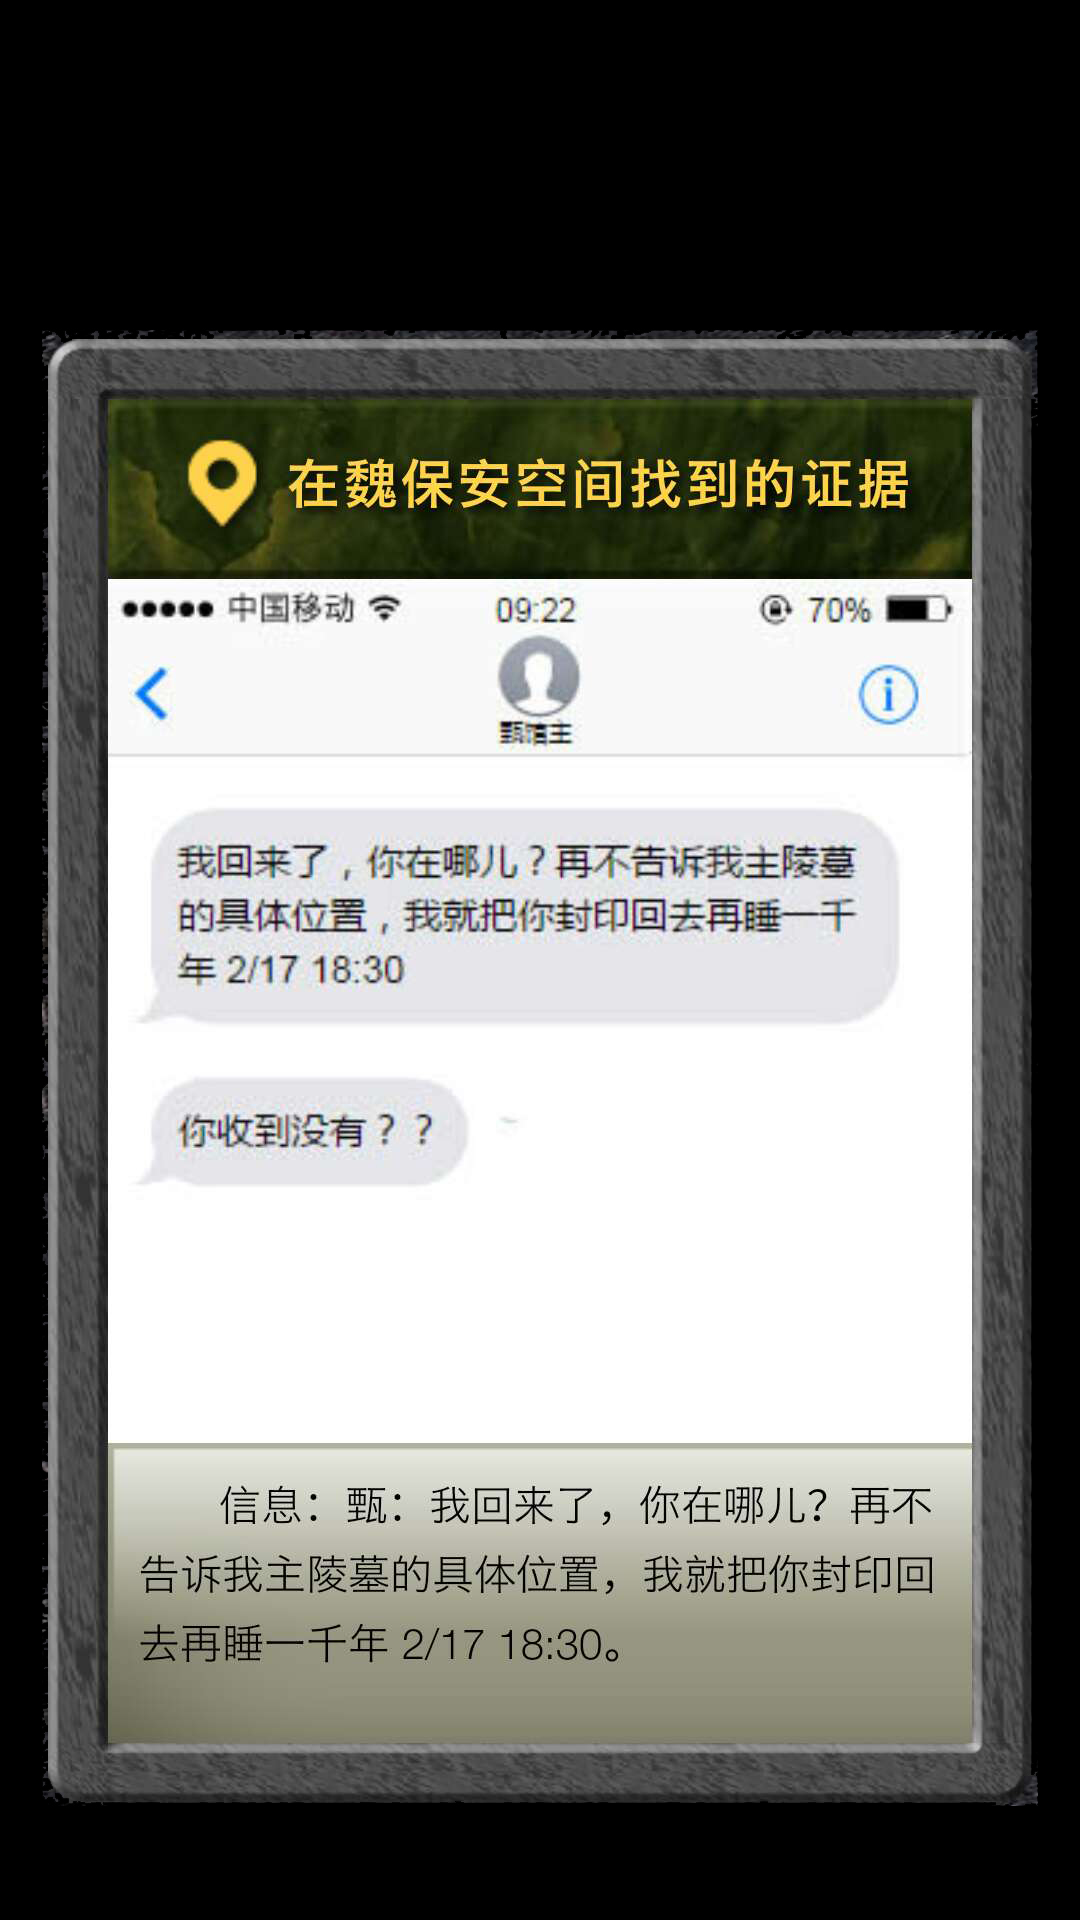 在魏保安空间找到的证据
中国移动 09:22 70%
甄馆主
我回来了，你在哪儿？再不告诉我主陵墓
的具体位置，我就把你封印回去再睡一千
年 2/17 18:30
你收到没有？？
信息：甄：我回来了，你在哪儿？再不
告诉我主陵墓的具体位置，我就把你封印回
去再睡一千年 2/17 18:30。